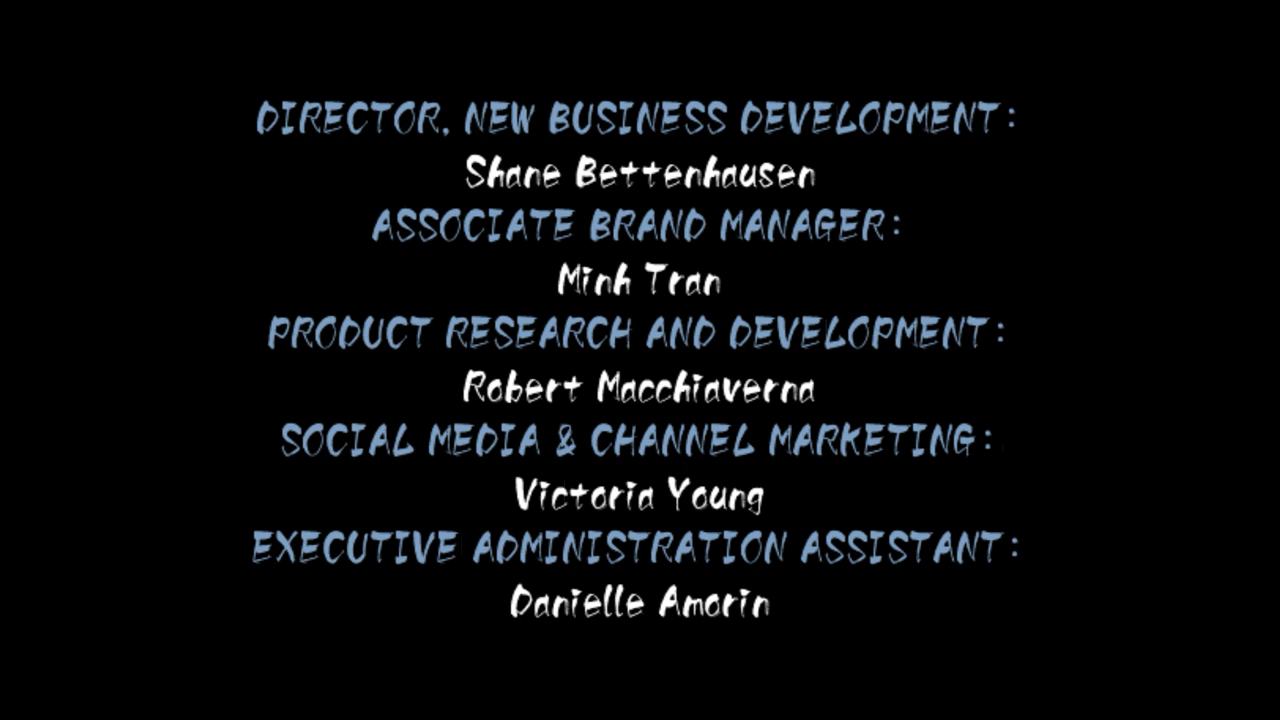 DIRECTOR, NEW BUSINESS DEVELOPMENT:
Shane Bettenhausen
ASSOCIATE BRAND MANAGER:
Minh Tran
PRODUCT RESEARCH AND DEVELOPMENT:
Robert Macchiaverna
SOCIAL MEDIA & CHANNEL MARKETING:
Victoria Young
EXECUTIVE ADMINISTRATION ASSISTANT:
Danielle Amorin